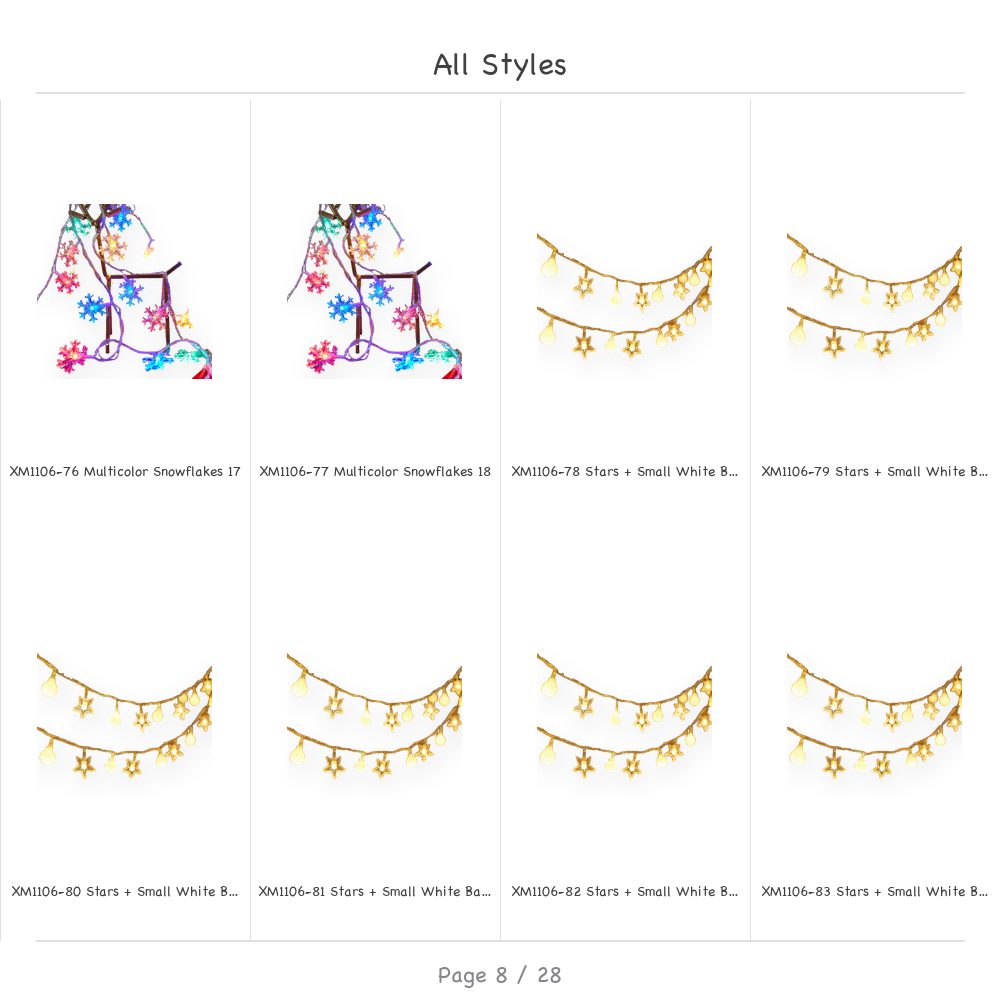 All Styles
XM1106-76 Multicolor Snowflakes 17
XM1106-77 Multicolor Snowflakes 18
XM1106-78 Stars + Small White B...
XM1106-79 Stars + Small White B...
XM1106-80 Stars + Small White B...
XM1106-81 Stars + Small White Ba...
XM1106-82 Stars + Small White B...
XM1106-83 Stars + Small White B...
Page 8 / 28